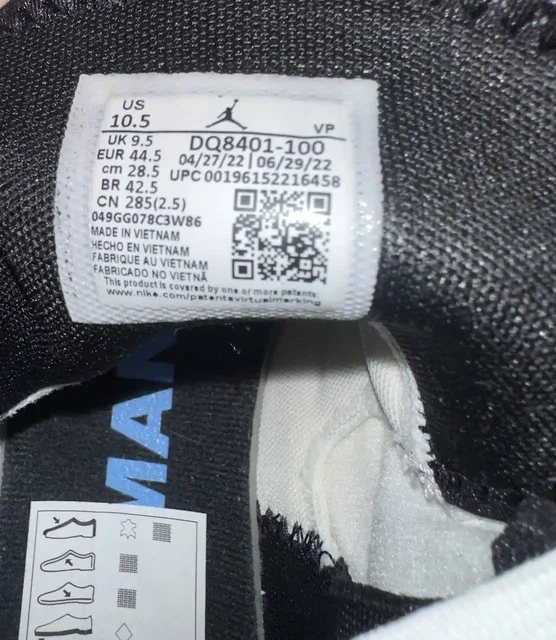 US
10.5
VP
UK 9.5
DQ8401-100
EUR 44.5
04/27/22 | 06/29/22
cm 28.5
UPC 00196152216458
BR 42.5
CN 285(2.5)
049GG078C3W86
MADE IN VIETNAM
HECHO EN VIETNAM
FABRIQUE AU VIETNAM
FABRICADO NO VIETNÃ
This product is covered by one or more patents:
www.nike.com/patentsvirtualmarking
MAN